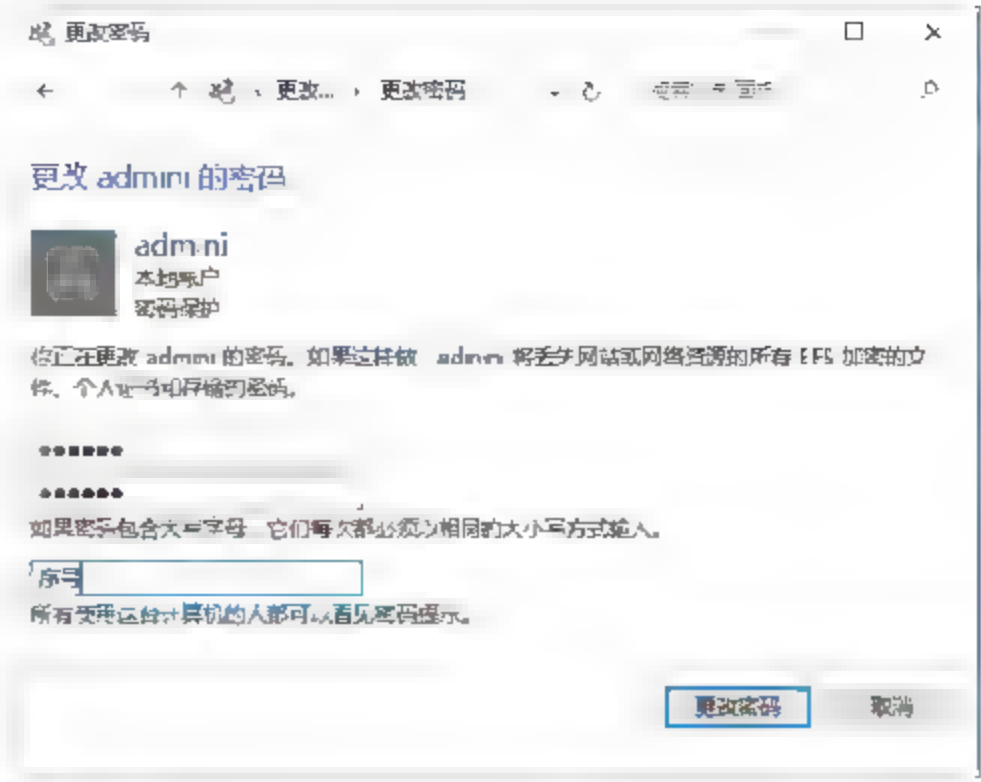 更改密码
更改... › 更改密码
更改 admini 的密码
admini
本地帐户
密码保护
你正在更改 admini 的密码。如果这样做 admini 将丢失网站或网络资源的所有 EFS 加密的文
件、个人证书和存储的密码。
••••••
••••••
如果密码包含大写字母，它们每次都必须以相同的大小写方式输入。
序号
所有使用这台计算机的人都可以看见密码提示。
更改密码 取消